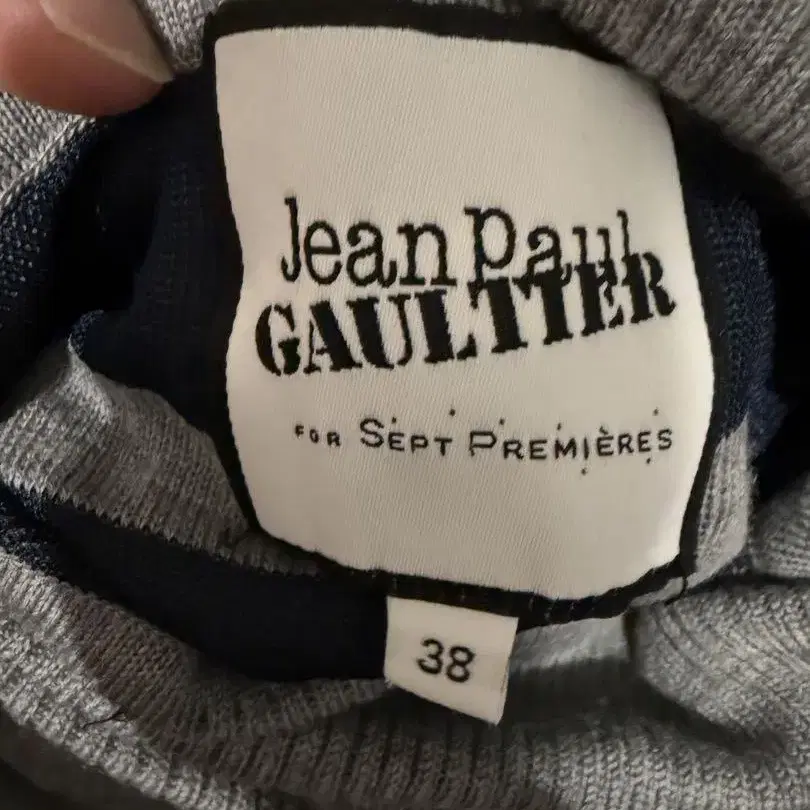 Jean Paul
GAULTIER
FOR SEPT PREMIÈRES
38